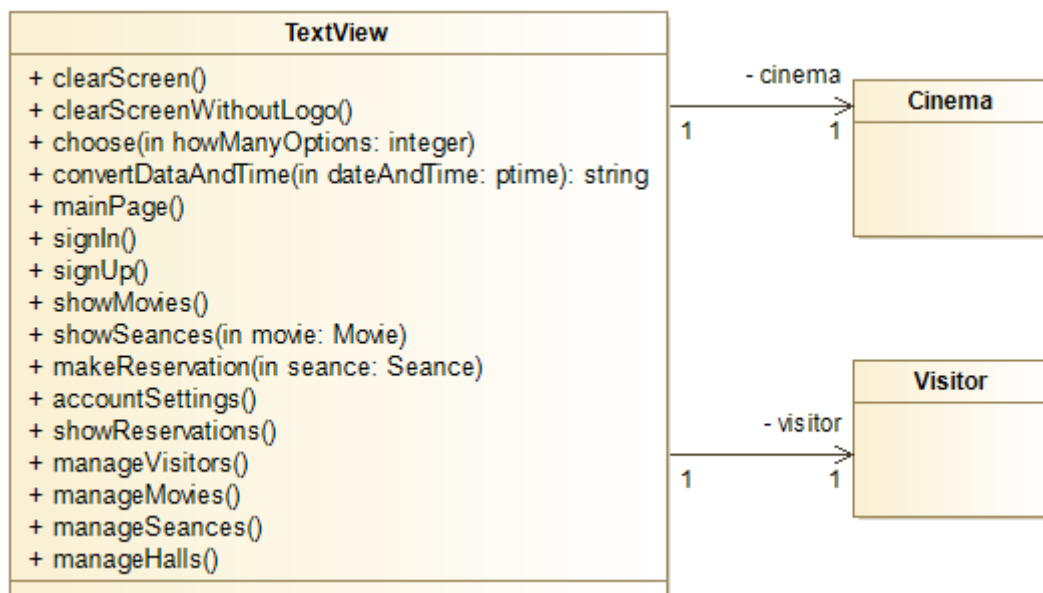 TextView
+ clearScreen()
+ clearScreenWithoutLogo()
+ choose(in howManyOptions: integer)
+ convertDataAndTime(in dateAndTime: ptime): string
+ mainPage()
+ signIn()
+ signUp()
+ showMovies()
+ showSeances(in movie: Movie)
+ makeReservation(in seance: Seance)
+ accountSettings()
+ showReservations()
+ manageVisitors()
+ manageMovies()
+ manageSeances()
+ manageHalls()
- cinema
1 1
Cinema
- visitor
1 1
Visitor